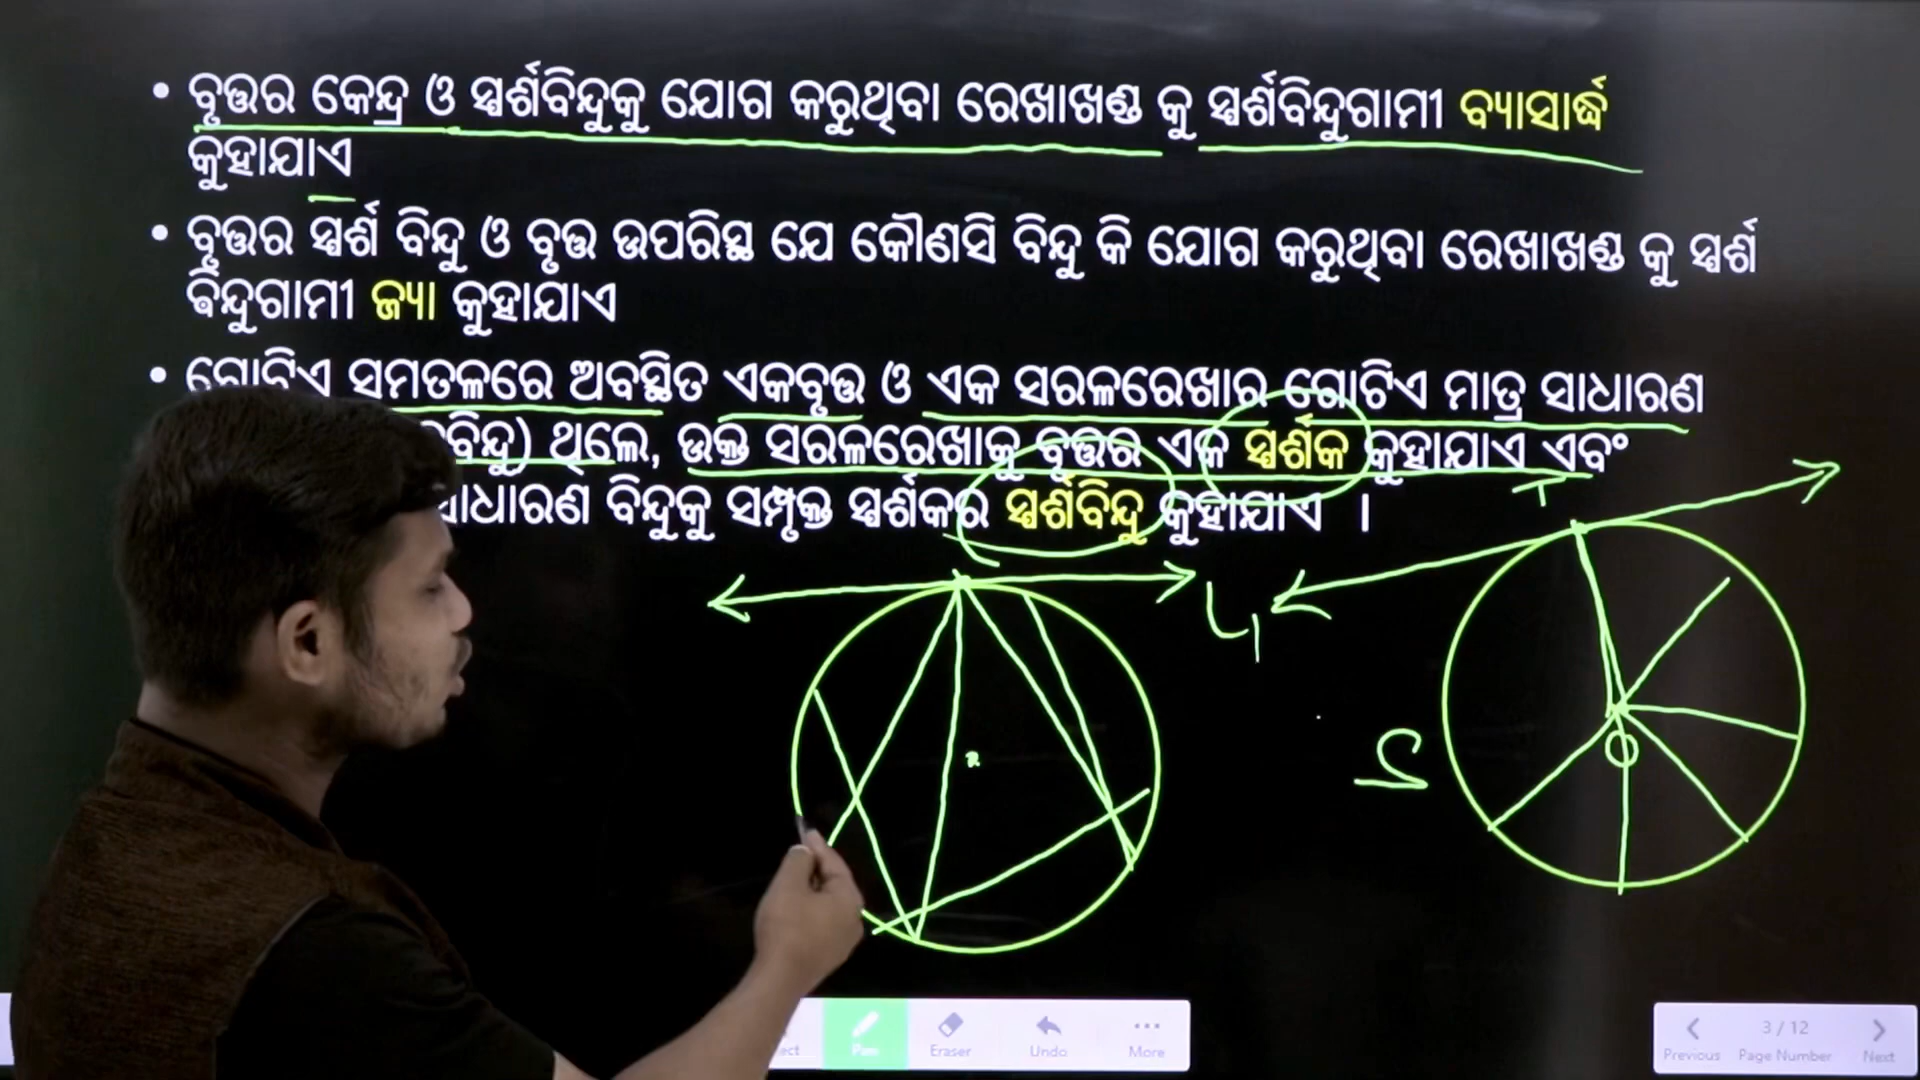 • ବୃତ୍ତର କେନ୍ଦ୍ର ଓ ସ୍ପର୍ଶବିନ୍ଦୁକୁ ଯୋଗ କରୁଥିବା ରେଖାଖଣ୍ଡ କୁ ସ୍ପର୍ଶବିନ୍ଦୁଗାମୀ ବ୍ୟାସାର୍ଦ୍ଧ
କୁହାଯାଏ
• ବୃତ୍ତର ସ୍ପର୍ଶ ବିନ୍ଦୁ ଓ ବୃତ୍ତ ଉପରିସ୍ଥ ଯେ କୌଣସି ବିନ୍ଦୁ କି ଯୋଗ କରୁଥିବା ରେଖାଖଣ୍ଡ କୁ ସ୍ପର୍ଶ
ବିନ୍ଦୁଗାମୀ ଜ୍ୟା କୁହାଯାଏ
• ଗୋଟିଏ ସମତଳରେ ଅବସ୍ଥିତ ଏକବୃତ୍ତ ଓ ଏକ ସରଳରେଖାର ଗୋଟିଏ ମାତ୍ର ସାଧାରଣ
ବିନ୍ଦୁ) ଥିଲେ, ଉକ୍ତ ସରଳରେଖାକୁ ବୃତ୍ତର ଏକ ସ୍ପର୍ଶକ କୁହାଯାଏ ଏବଂ
ସାଧାରଣ ବିନ୍ଦୁକୁ ସମ୍ପୃକ୍ତ ସ୍ପର୍ଶକର ସ୍ପର୍ଶବିନ୍ଦୁ କୁହାଯାଏ ।
T
L1
O
S
Pen
Eraser
Undo
More
3 / 12
Previous Page Number Next